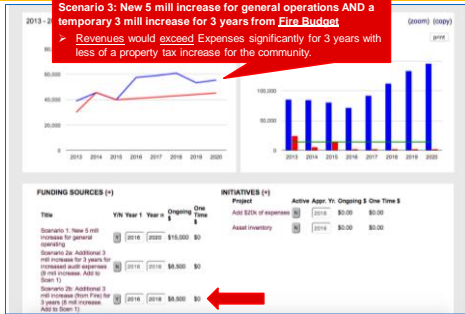 Scenario 3: New 5 mill increase for general operations AND a
temporary 3 mill increase for 3 years from Fire Budget
➢ Revenues would exceed Expenses significantly for 3 years with
less of a property tax increase for the community.
2013 - 2
(zoom) (copy)
print
80,000
60,000
40,000
20,000
0
2013 2014 2015 2016 2017 2018 2019 2020
100,000
50,000
0
2013 2014 2015 2016 2017 2018 2019 2020
FUNDING SOURCES (+)
Title Y/N Year 1 Year n Ongoing $ One Time $
Scenario 1: New 5 mill
increase for general
operating
Y 2016 2020 $15,000 $0
Scenario 2a: Additional 3
mill increase for 3 years for
increased audit expenses
(8 mill increase. Add to
Scen 1)
N 2016 2018 $8,500 $0
Scenario 2b: Additional 3
mill increase (from Fire) for
3 years (8 mill increase.
Add to Scen 1)
Y 2016 2018 $8,500 $0
INITIATIVES (+)
Project Active Appr. Yr. Ongoing $ One Time $
Add $20k of expenses N 2016 $0.00 $0.00
Asset inventory N 2016 $0.00 $0.00